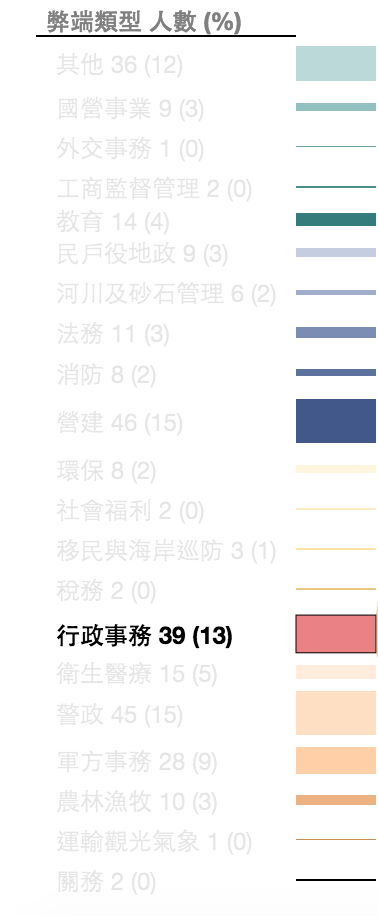 弊端類型 人數 (%)
其他 36 (12)
國營事業 9 (3)
外交事務 1 (0)
工商監督管理 2 (0)
教育 14 (4)
民戶役地政 9 (3)
河川及砂石管理 6 (2)
法務 11 (3)
消防 8 (2)
營建 46 (15)
環保 8 (2)
社會福利 2 (0)
移民與海岸巡防 3 (1)
稅務 2 (0)
行政事務 39 (13)
衛生醫療 15 (5)
警政 45 (15)
軍方事務 28 (9)
農林漁牧 10 (3)
運輸觀光氣象 1 (0)
關務 2 (0)